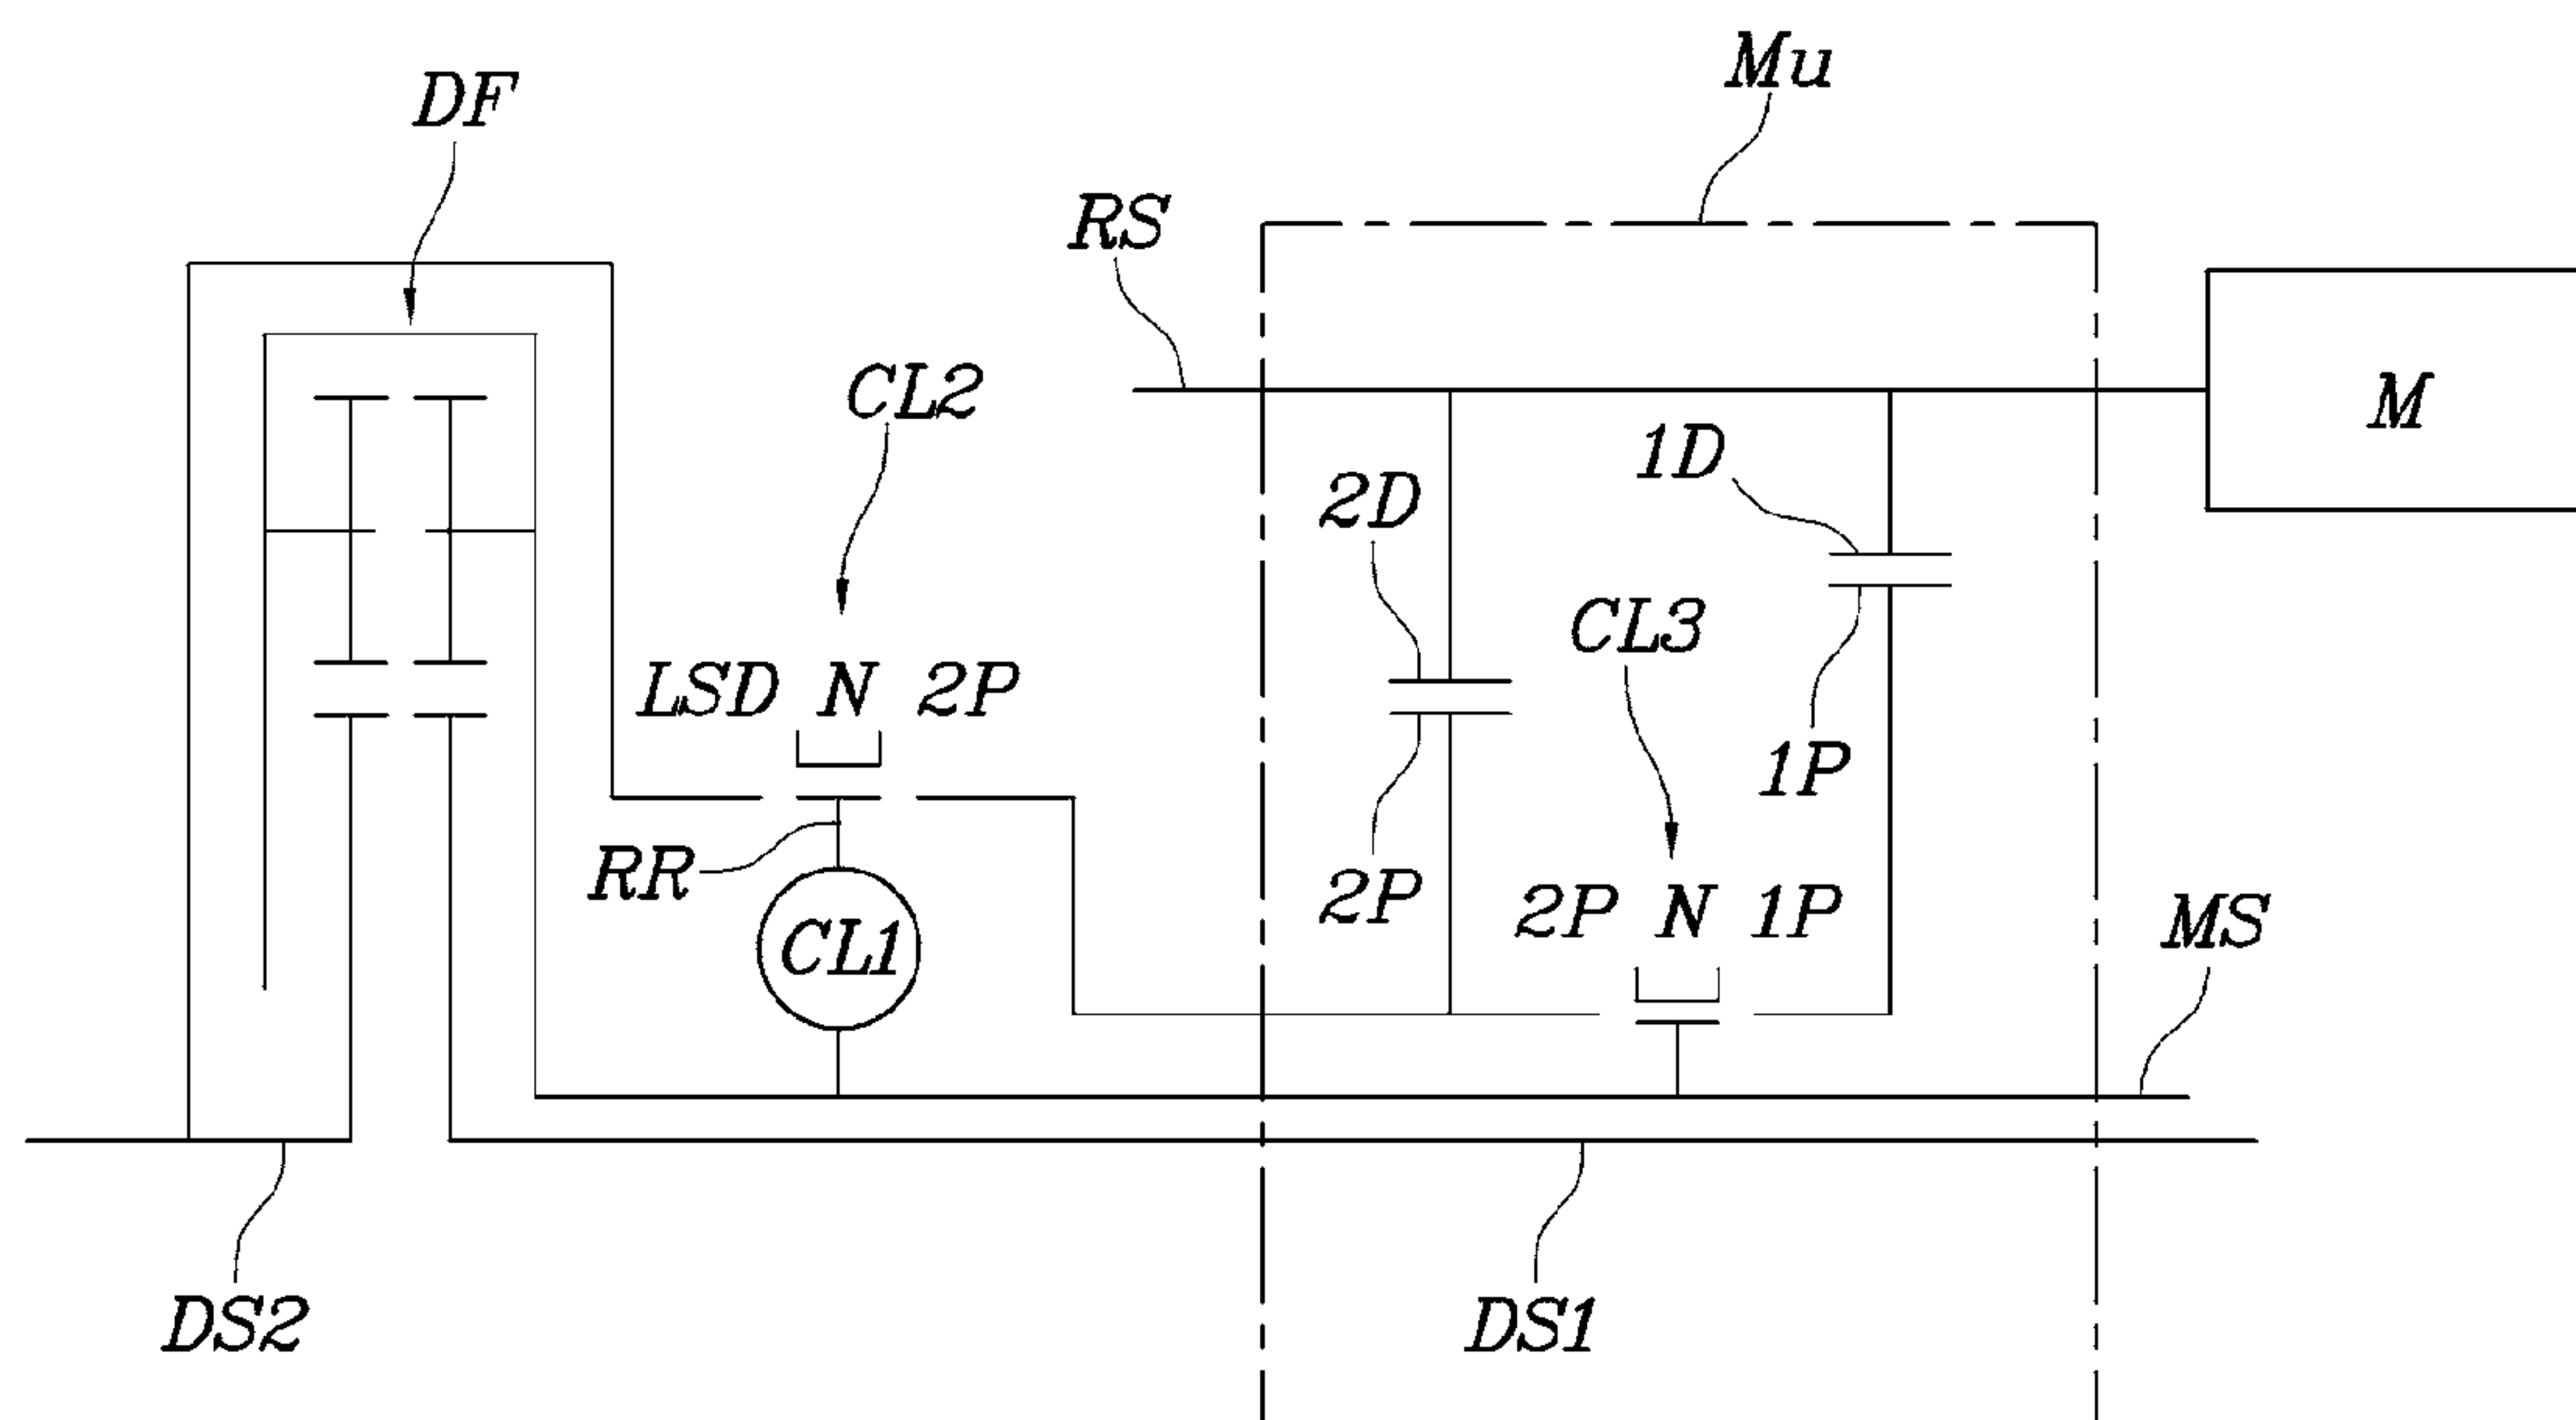 Mu
DF
RS
CL2
M
1D
2D
CL3
LSD N 2P
1P
RR
2P
2P N 1P
CL1
MS
DS2
DS1